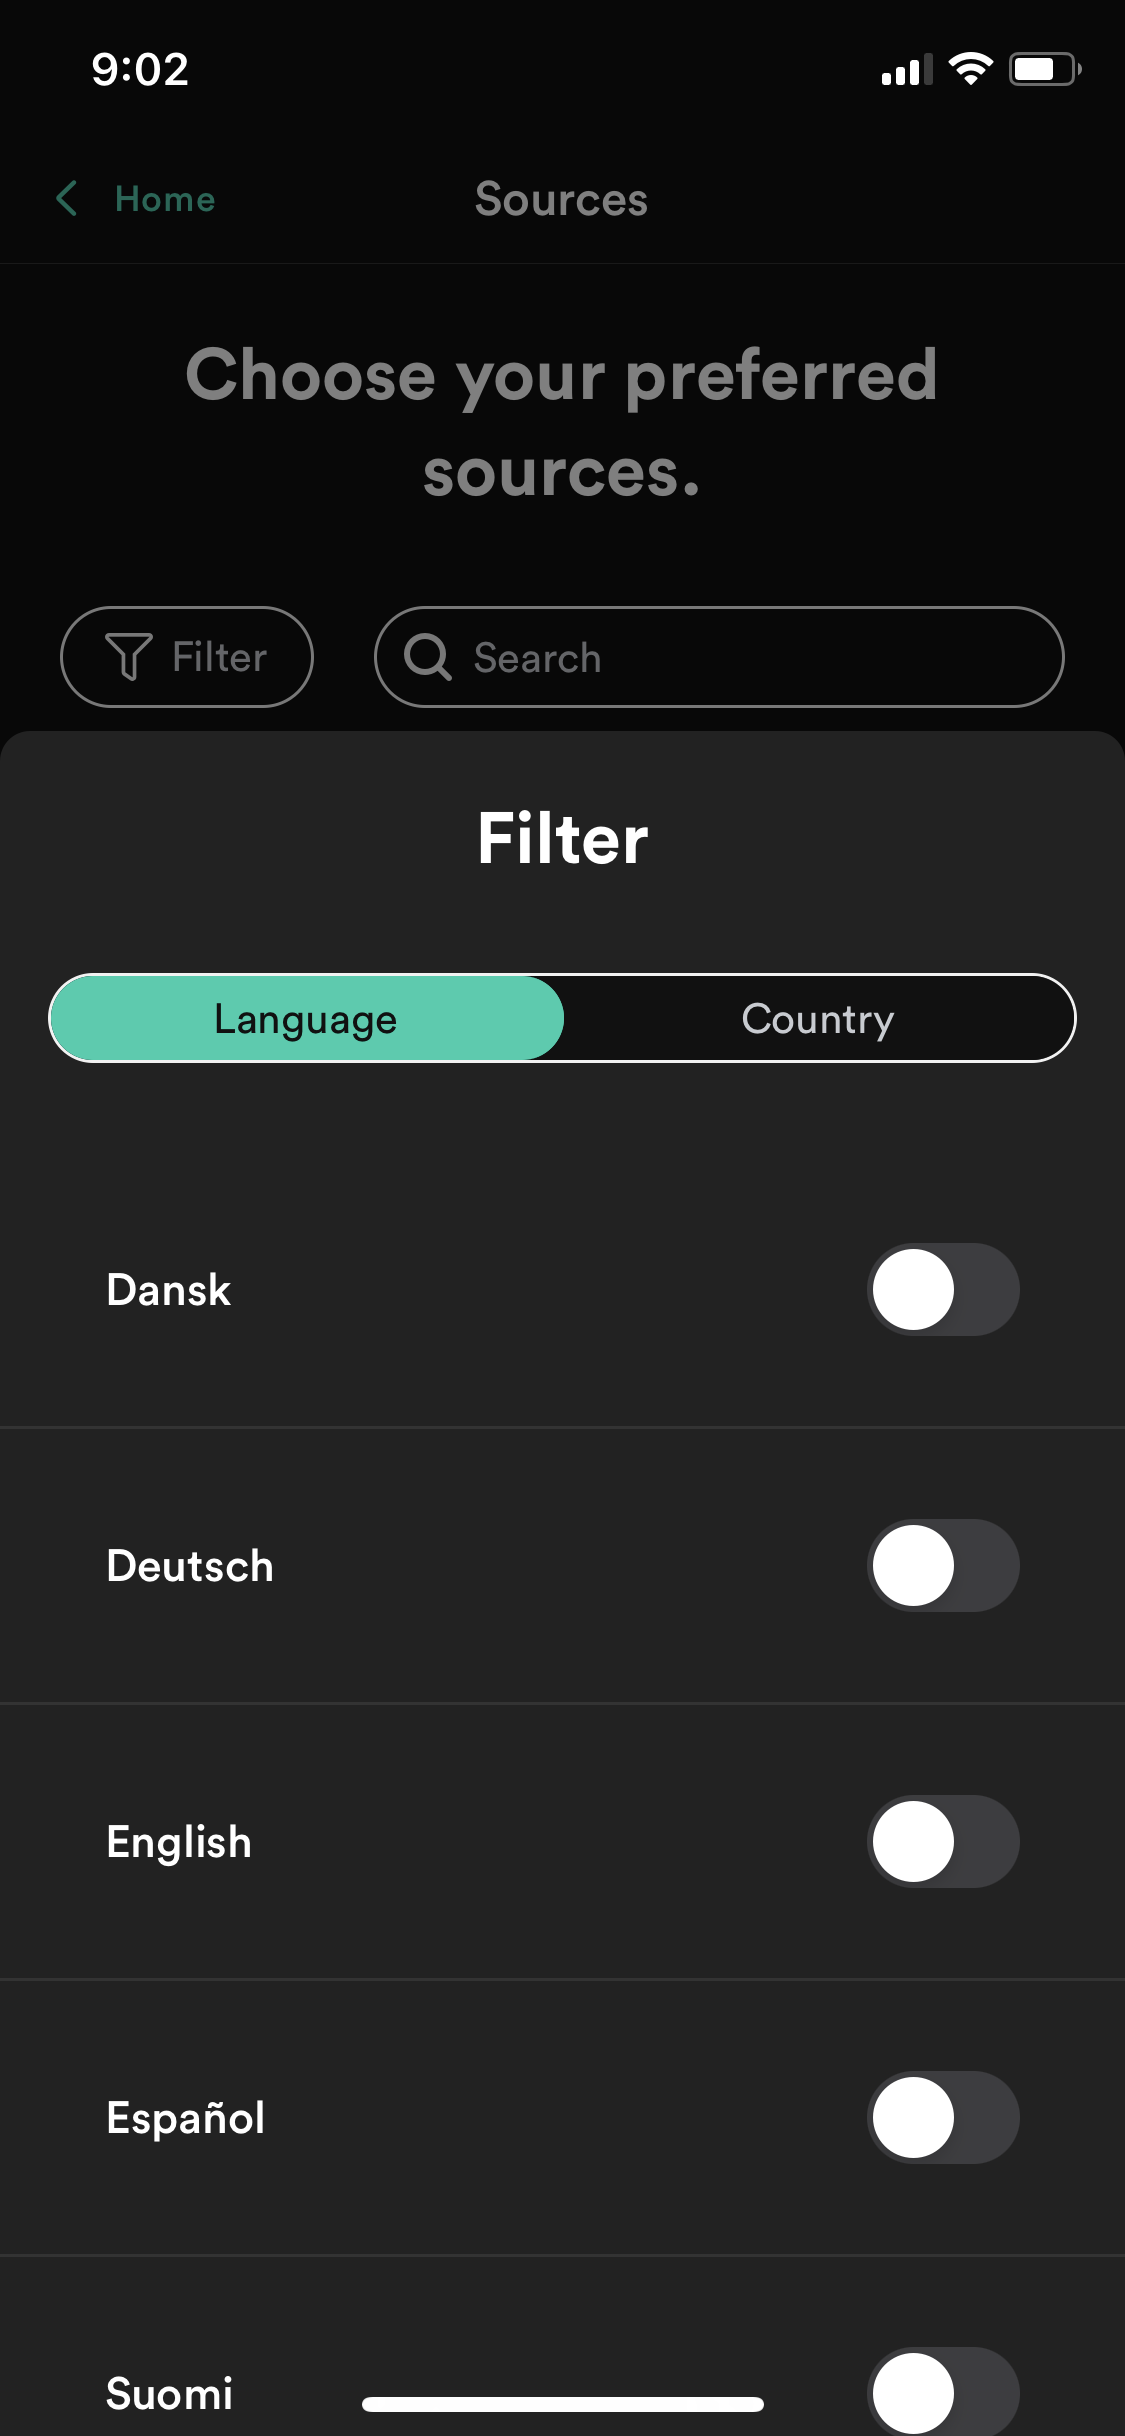 9:02
Home
Sources
Choose your preferred
sources.
Filter
Search
Filter
Language
Country
Dansk
Deutsch
English
Español
Suomi